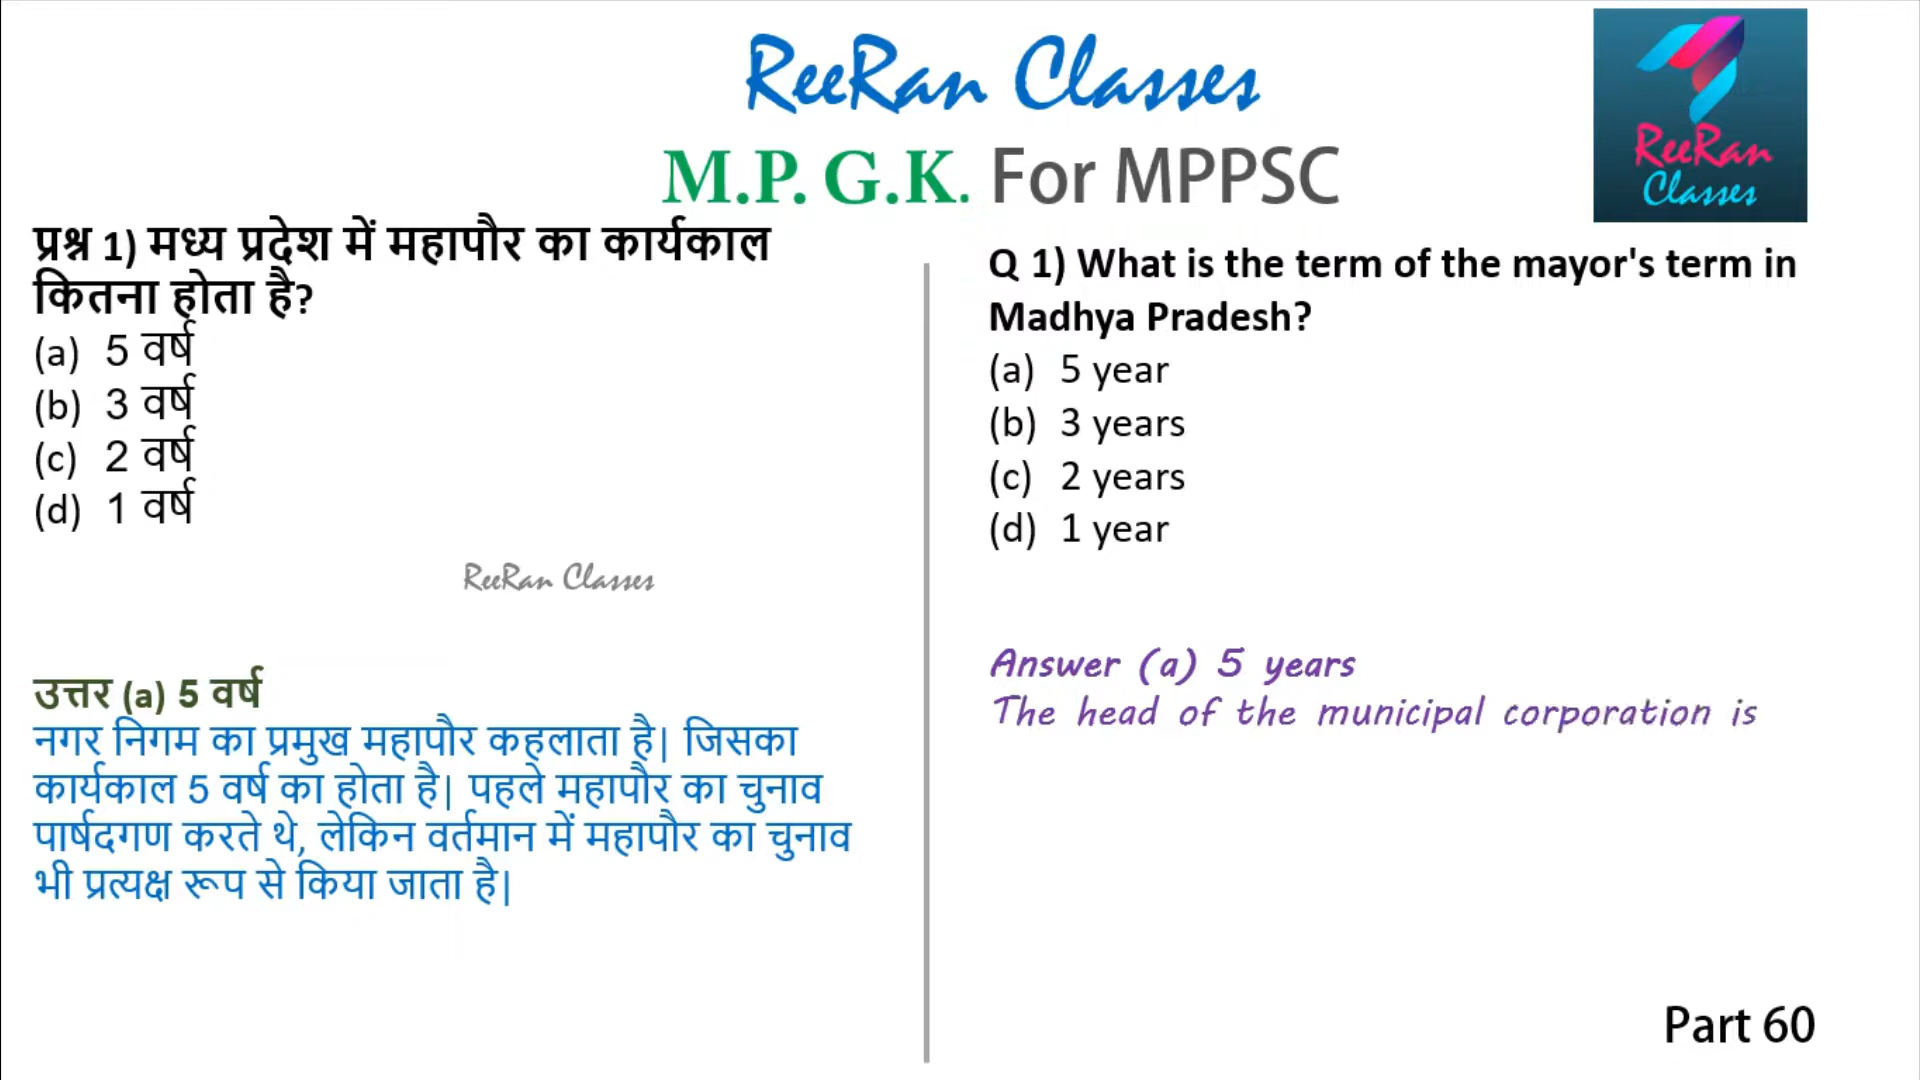 ReeRan Classes
M.P. G.K. For MPPSC
ReeRan
Classes
प्रश्न 1) मध्य प्रदेश में महापौर का कार्यकाल
कितना होता है?
(a) 5 वर्ष
(b) 3 वर्ष
(c) 2 वर्ष
(d) 1 वर्ष
ReeRan Classes
उत्तर (a) 5 वर्ष
नगर निगम का प्रमुख महापौर कहलाता है| जिसका
कार्यकाल 5 वर्ष का होता है| पहले महापौर का चुनाव
पार्षदगण करते थे, लेकिन वर्तमान में महापौर का चुनाव
भी प्रत्यक्ष रूप से किया जाता है|
Q 1) What is the term of the mayor's term in
Madhya Pradesh?
(a) 5 year
(b) 3 years
(c) 2 years
(d) 1 year
Answer (a) 5 years
The head of the municipal corporation is
Part 60